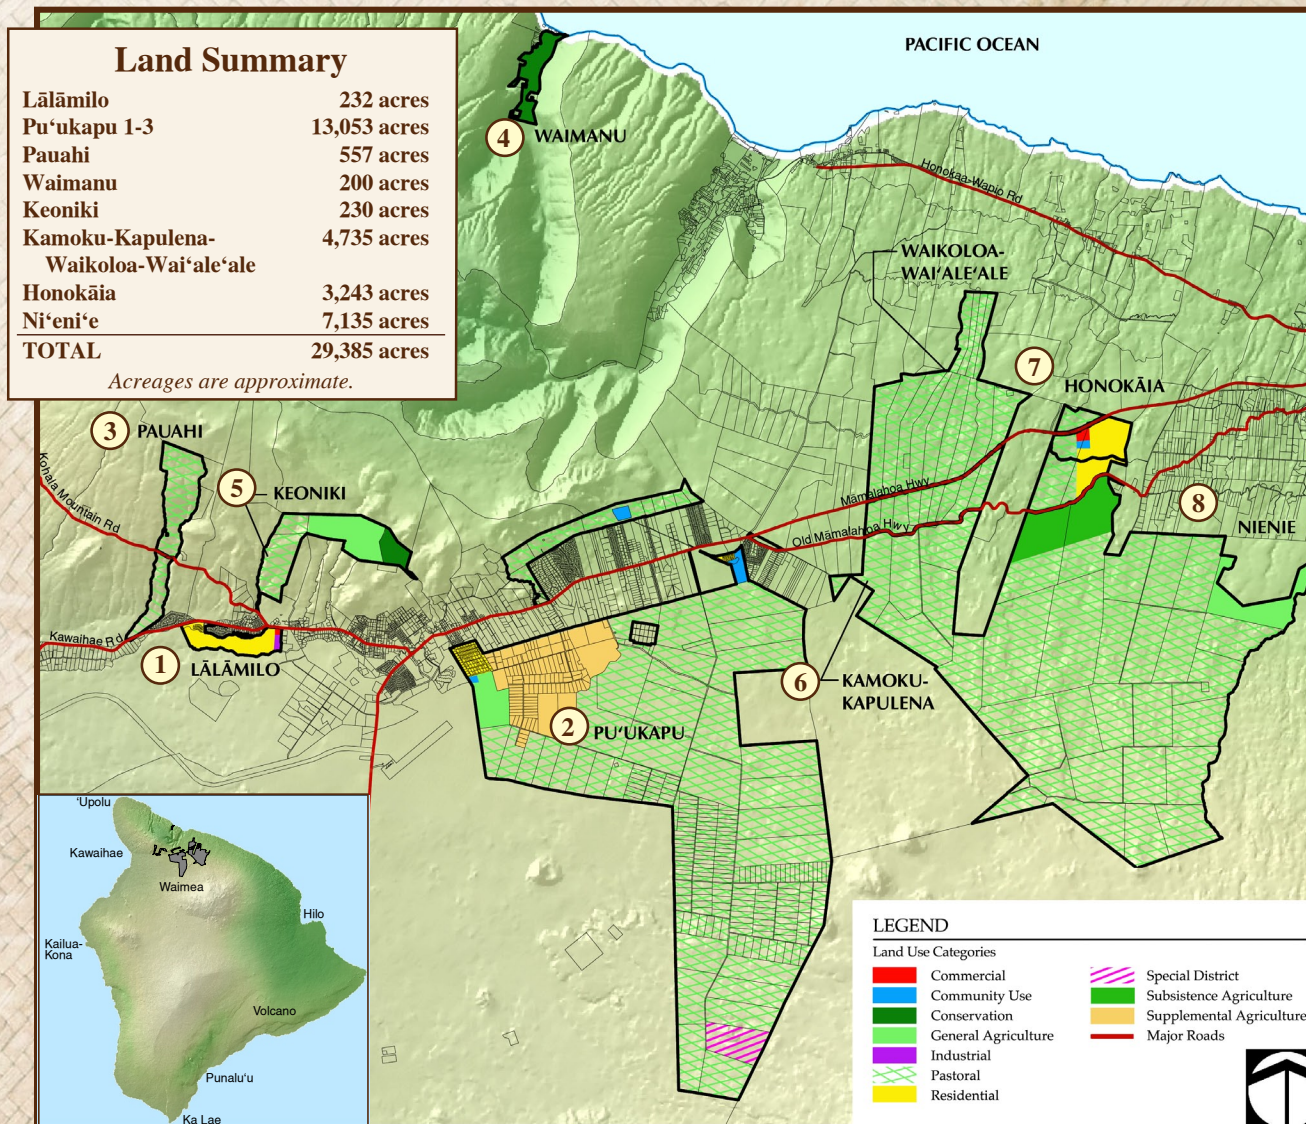 Land Summary
Lālāmilo 232 acres
Pu‘ukapu 1-3 13,053 acres
Pauahi 557 acres
Waimanu 200 acres
Keoniki 230 acres
Kamoku-Kapulena- 4,735 acres
Waikoloa-Wai‘ale‘ale
Honokāia 3,243 acres
Ni‘eni‘e 7,135 acres
TOTAL 29,385 acres
Acreages are approximate.
PACIFIC OCEAN
4 WAIMANU
Honokaa-Wapio Rd
WAIKOLOA-
WAI‘ALE‘ALE
7
HONOKĀIA
3 PAUAHI
Kohala Mountain Rd
5 KEONIKI
Mamalahoa Hwy
Old Mamalahoa Hwy
8
NIENIE
Kawaihae Rd
1 LĀLĀMILO
6 KAMOKU-
KAPULENA
2 PU‘UKAPU
‘Upolu
Kawaihae
Waimea
Hilo
Kailua-
Kona
Volcano
Punalu‘u
Ka Lae
LEGEND
Land Use Categories
Commercial
Community Use
Conservation
General Agriculture
Industrial
Pastoral
Residential
Special District
Subsistence Agriculture
Supplemental Agriculture
Major Roads